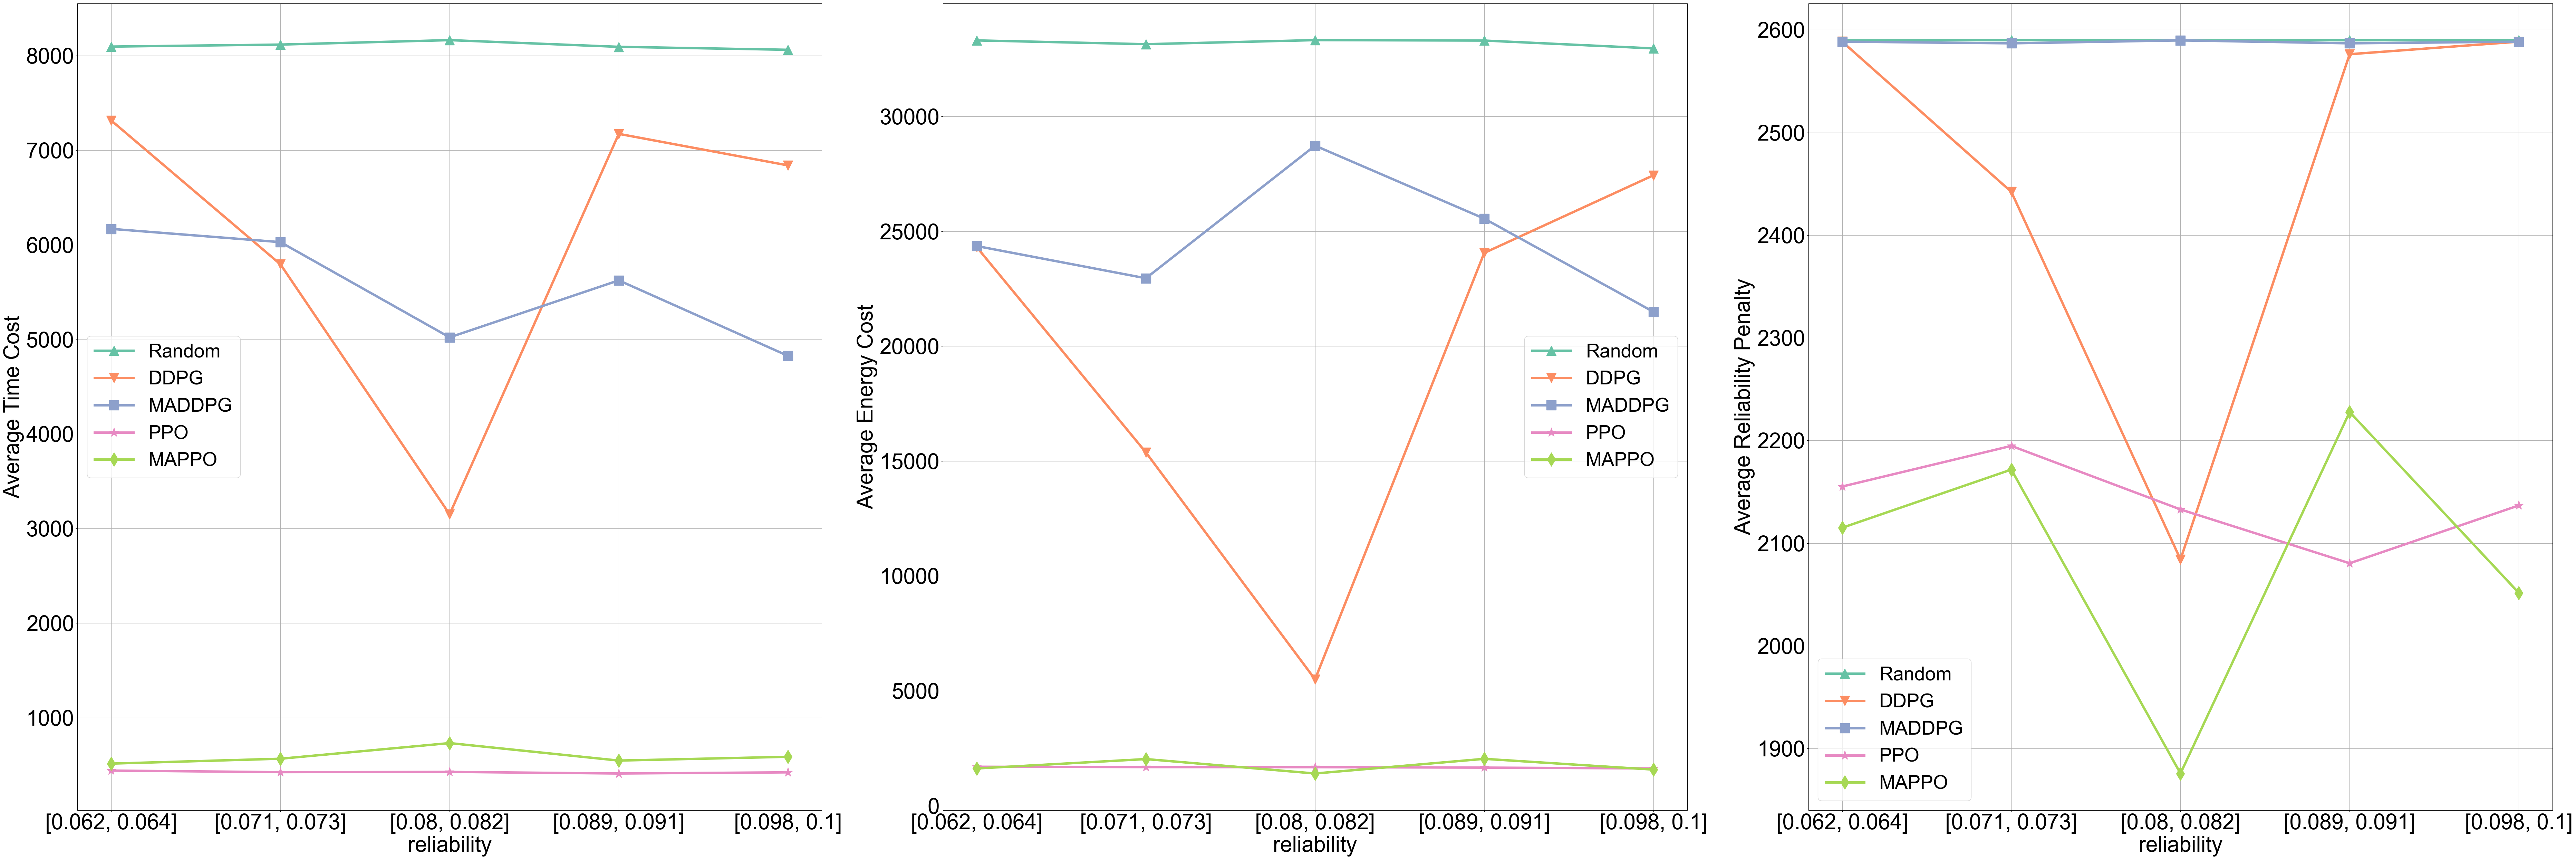 8000
7000
6000
5000
4000
3000
2000
1000
Average Time Cost
Random
DDPG
MADDPG
PPO
MAPPO
[0.062, 0.064] [0.071, 0.073] [0.08, 0.082] [0.089, 0.091] [0.098, 0.1]
reliability
30000
25000
20000
15000
10000
5000
0
Average Energy Cost
Random
DDPG
MADDPG
PPO
MAPPO
[0.062, 0.064] [0.071, 0.073] [0.08, 0.082] [0.089, 0.091] [0.098, 0.1]
reliability
2600
2500
2400
2300
2200
2100
2000
1900
Average Reliability Penalty
Random
DDPG
MADDPG
PPO
MAPPO
[0.062, 0.064] [0.071, 0.073] [0.08, 0.082] [0.089, 0.091] [0.098, 0.1]
reliability